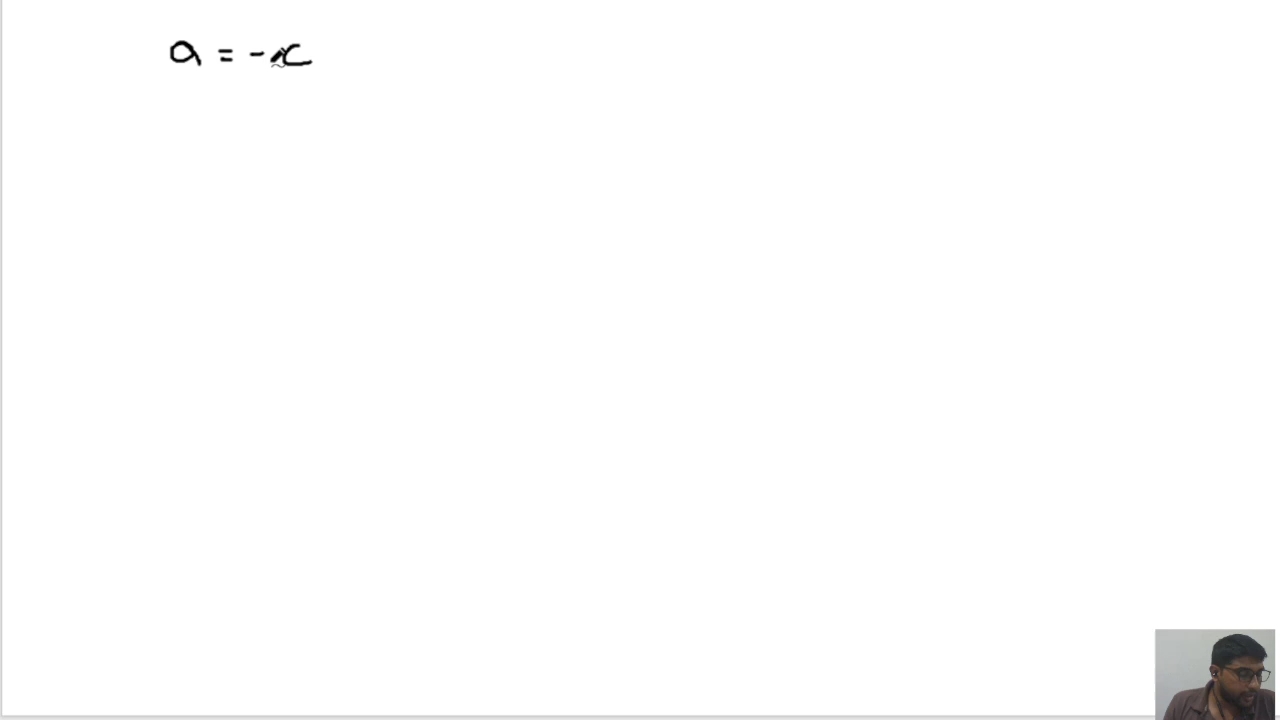 a = -x